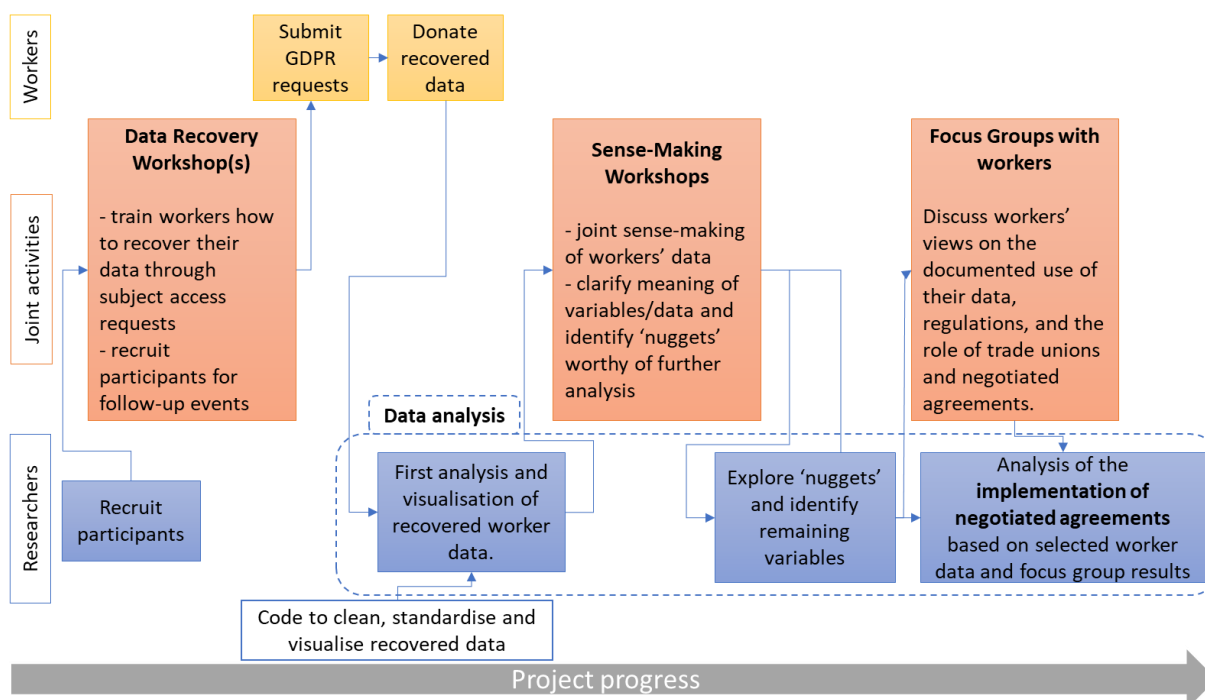 Workers
Submit
GDPR
requests
Donate
recovered
data
Joint activities
Data Recovery
Workshop(s)
- train workers how
to recover their
data through
subject access
requests
- recruit
participants for
follow-up events
Sense-Making
Workshops
- joint sense-making
of workers’ data
- clarify meaning of
variables/data and
identify ‘nuggets’
worthy of further
analysis
Focus Groups with
workers
Discuss workers’
views on the
documented use of
their data,
regulations, and the
role of trade unions
and negotiated
agreements.
Researchers
Recruit
participants
Data analysis
First analysis and
visualisation of
recovered worker
data.
Explore ‘nuggets’
and identify
remaining
variables
Analysis of the
implementation of
negotiated agreements
based on selected worker
data and focus group results
Code to clean, standardise and
visualise recovered data
Project progress